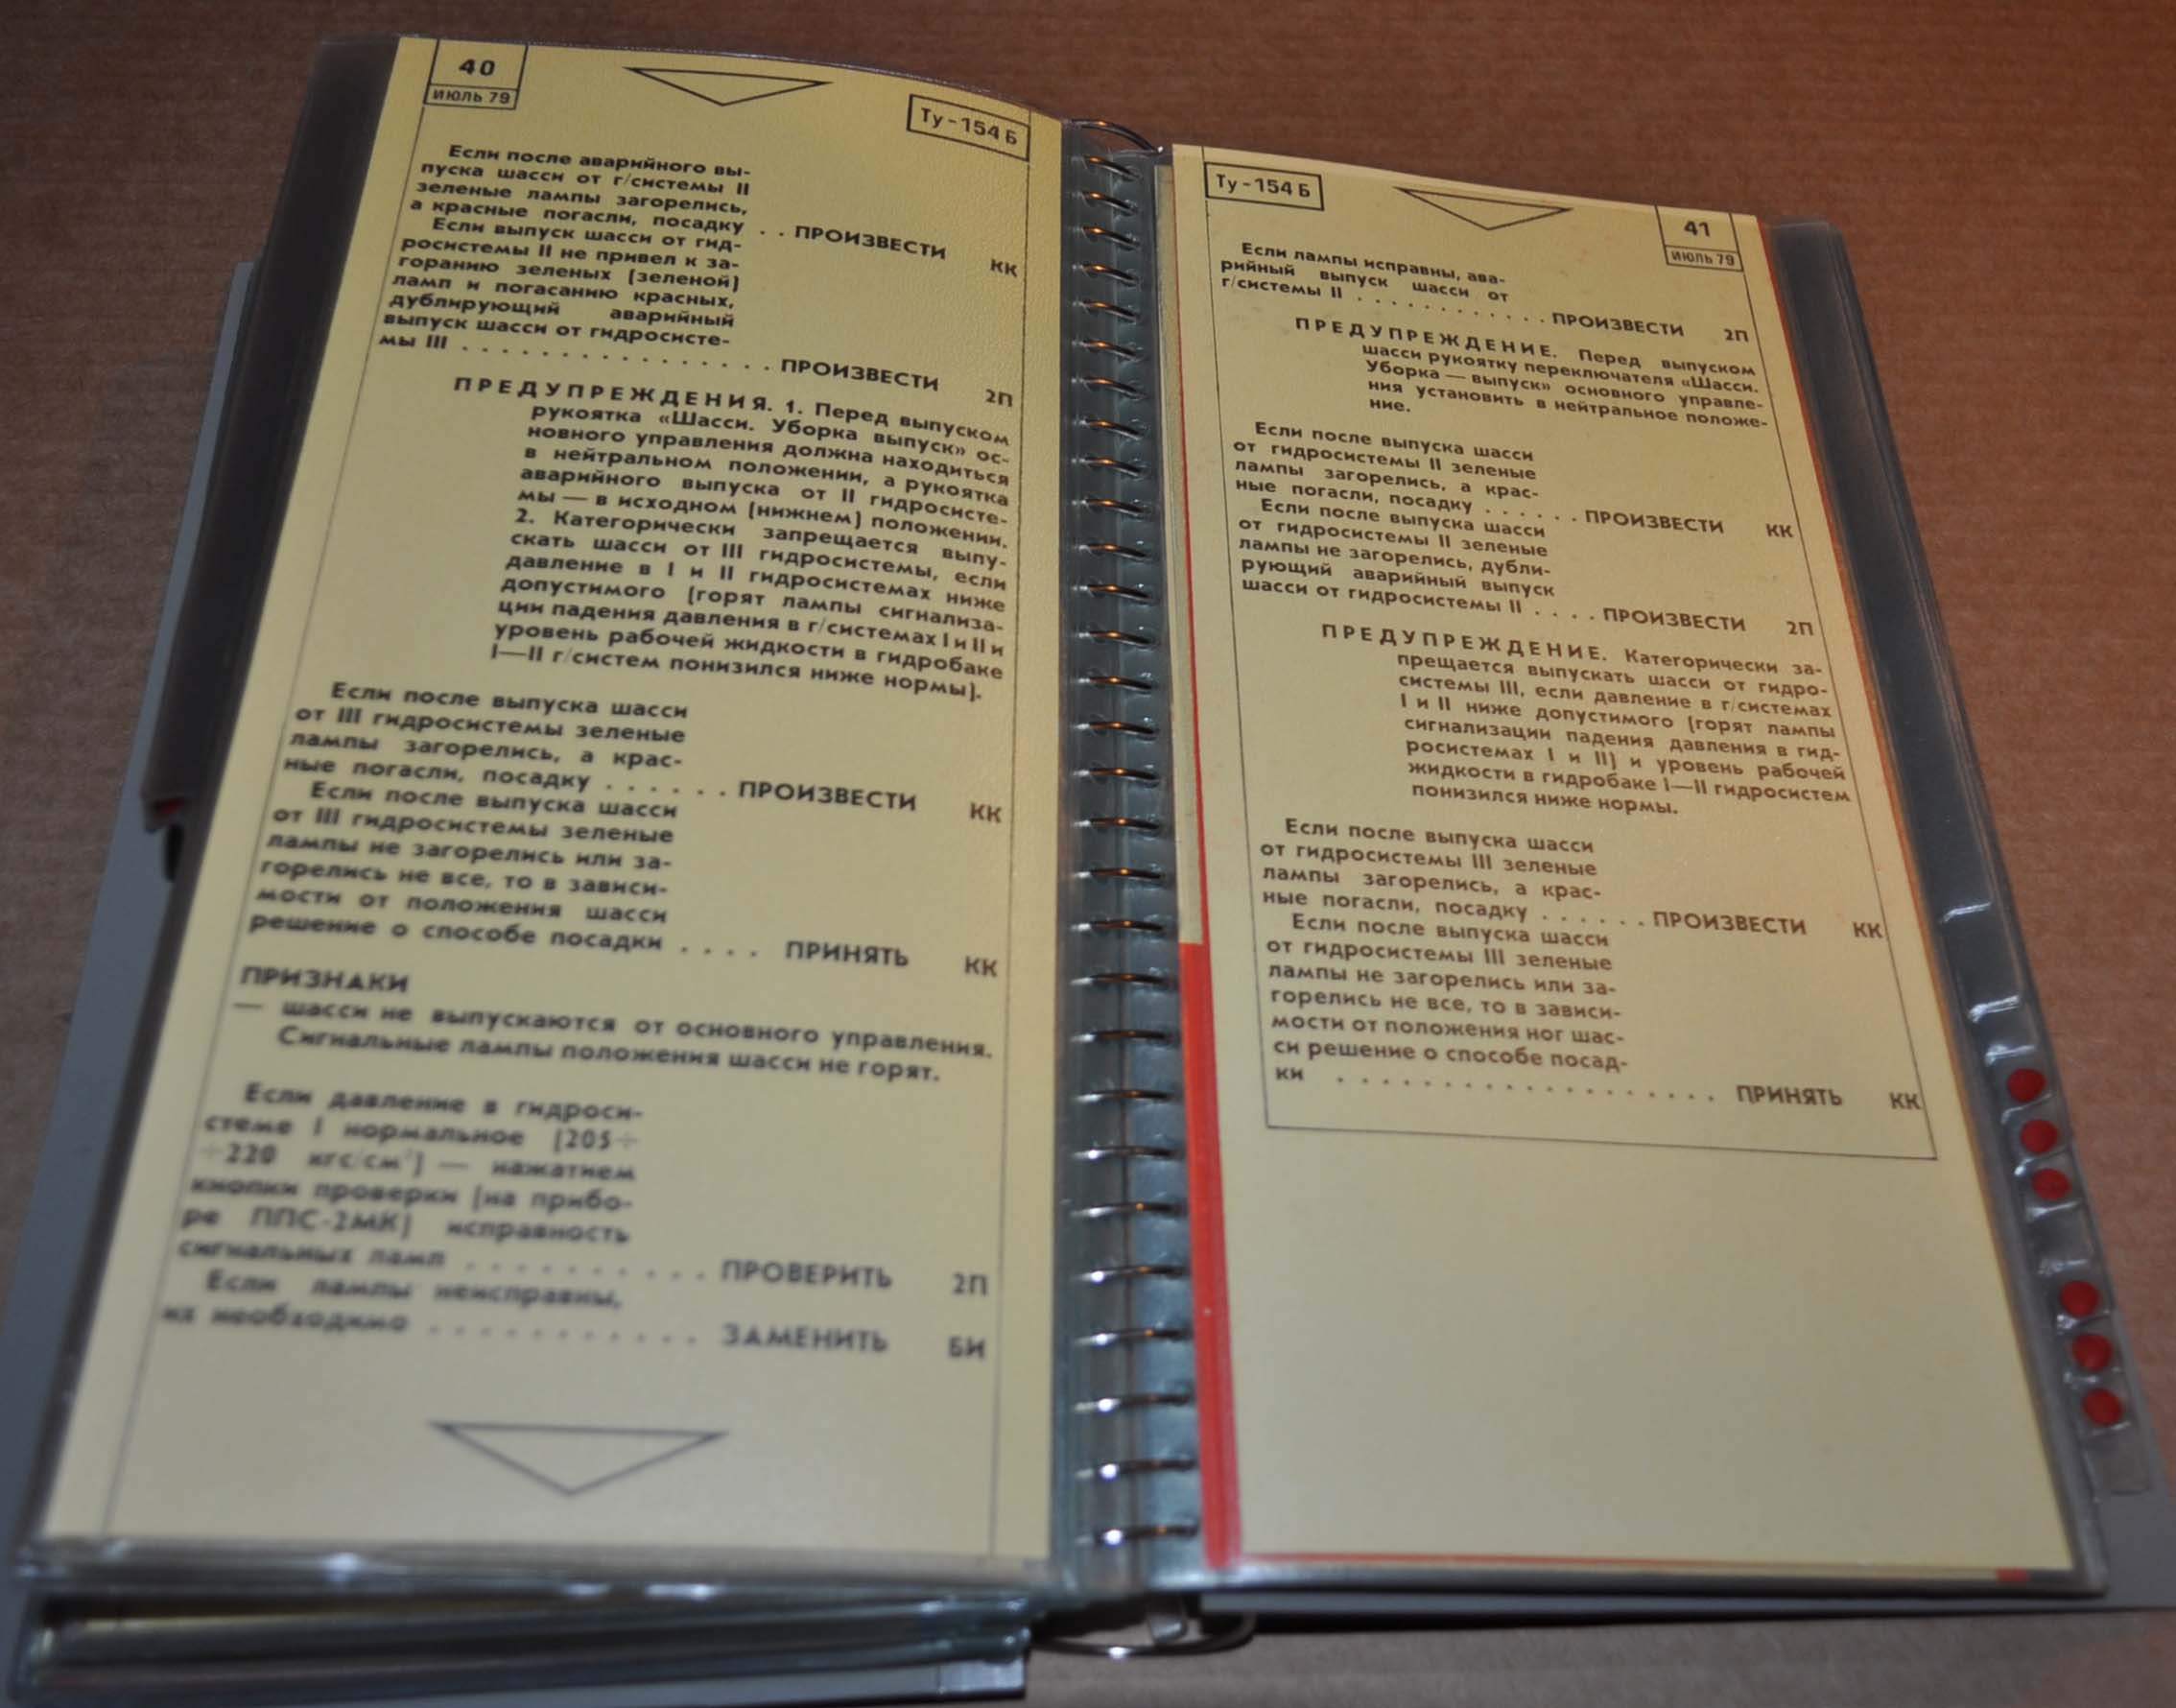 40
ИЮЛЬ 79
Ту-154 Б
Если после аварийного вы-
пуска шасси от г/системы II
зеленые лампы загорелись,
а красные погасли, посадку . . ПРОИЗВЕСТИ КК
Если выпуск шасси от гид-
росистемы II не привел к за-
горанию зеленых (зеленой)
ламп и погасанию красных,
дублирующий аварийный
выпуск шасси от гидросисте-
мы III . . . . . . . . . . . . . . . ПРОИЗВЕСТИ 2П
ПРЕДУПРЕЖДЕНИЯ. 1. Перед выпуском
рукоятка «Шасси. Уборка выпуск» ос-
новного управления должна находиться
в нейтральном положении, а рукоятка
аварийного выпуска от II гидросисте-
мы — в исходном (нижнем) положении.
2. Категорически запрещается выпу-
скать шасси от III гидросистемы, если
давление в I и II гидросистемах ниже
допустимого (горят лампы сигнализа-
ции падения давления в г/системах I и II и
уровень рабочей жидкости в гидробаке
I—II г/систем понизился ниже нормы).
Если после выпуска шасси
от III гидросистемы зеленые
лампы загорелись, а крас-
ные погасли, посадку . . . . . . ПРОИЗВЕСТИ КК
Если после выпуска шасси
от III гидросистемы зеленые
лампы не загорелись или за-
горелись не все, то в зависи-
мости от положения шасси
решение о способе посадки . . . . ПРИНЯТЬ КК
ПРИЗНАКИ
— шасси не выпускаются от основного управления.
Сигнальные лампы положения шасси не горят.
Если давление в гидроси-
стеме I нормальное (205÷
÷220 кгс/см²) — нажатием
кнопки проверки (на прибо-
ре ППС-2МК) исправность
сигнальных ламп . . . . . . . . . . ПРОВЕРИТЬ 2П
Если лампы неисправны,
их необходимо . . . . . . . . . . . ЗАМЕНИТЬ БИ
Ту-154 Б
41
ИЮЛЬ 79
Если лампы исправны, ава-
рийный выпуск шасси от
г/системы II . . . . . . . . . . . . ПРОИЗВЕСТИ 2П
ПРЕДУПРЕЖДЕНИЕ. Перед выпуском
шасси рукоятку переключателя «Шасси.
Уборка — выпуск» основного управле-
ния установить в нейтральное положе-
ние.
Если после выпуска шасси
от гидросистемы II зеленые
лампы загорелись, а крас-
ные погасли, посадку . . . . . . ПРОИЗВЕСТИ КК
Если после выпуска шасси
от гидросистемы II зеленые
лампы не загорелись, дубли-
рующий аварийный выпуск
шасси от гидросистемы II . . . . ПРОИЗВЕСТИ 2П
ПРЕДУПРЕЖДЕНИЕ. Категорически за-
прещается выпускать шасси от гидро-
системы III, если давление в г/системах
I и II ниже допустимого (горят лампы
сигнализации падения давления в гид-
росистемах I и II) и уровень рабочей
жидкости в гидробаке I—II гидросистем
понизился ниже нормы.
Если после выпуска шасси
от гидросистемы III зеленые
лампы загорелись, а крас-
ные погасли, посадку . . . . . . ПРОИЗВЕСТИ КК
Если после выпуска шасси
от гидросистемы III зеленые
лампы не загорелись или за-
горелись не все, то в зависи-
мости от положения ног шас-
си решение о способе посад-
ки . . . . . . . . . . . . . . . . . . . ПРИНЯТЬ КК